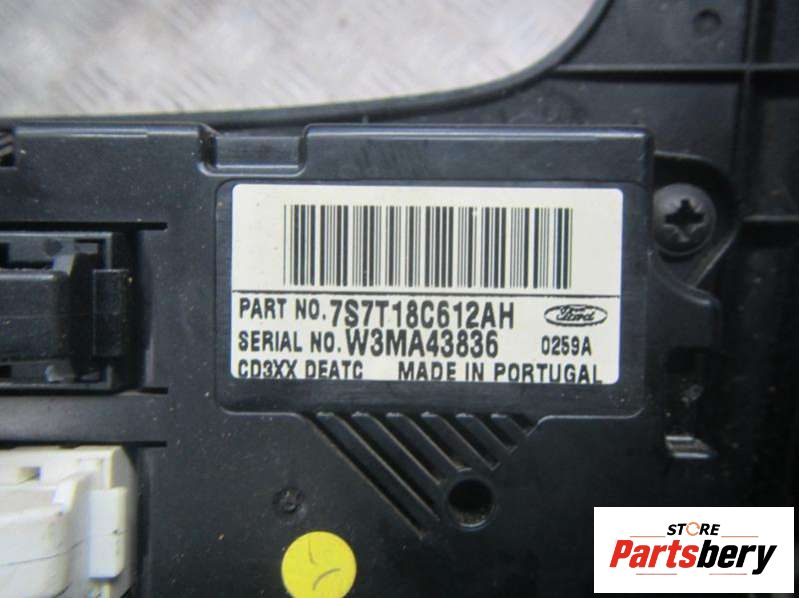 PART NO. 7S7T18C612AH Ford
SERIAL NO. W3MA43836 0259A
CD3XX DEATC MADE IN PORTUGAL
STORE
Partsbery